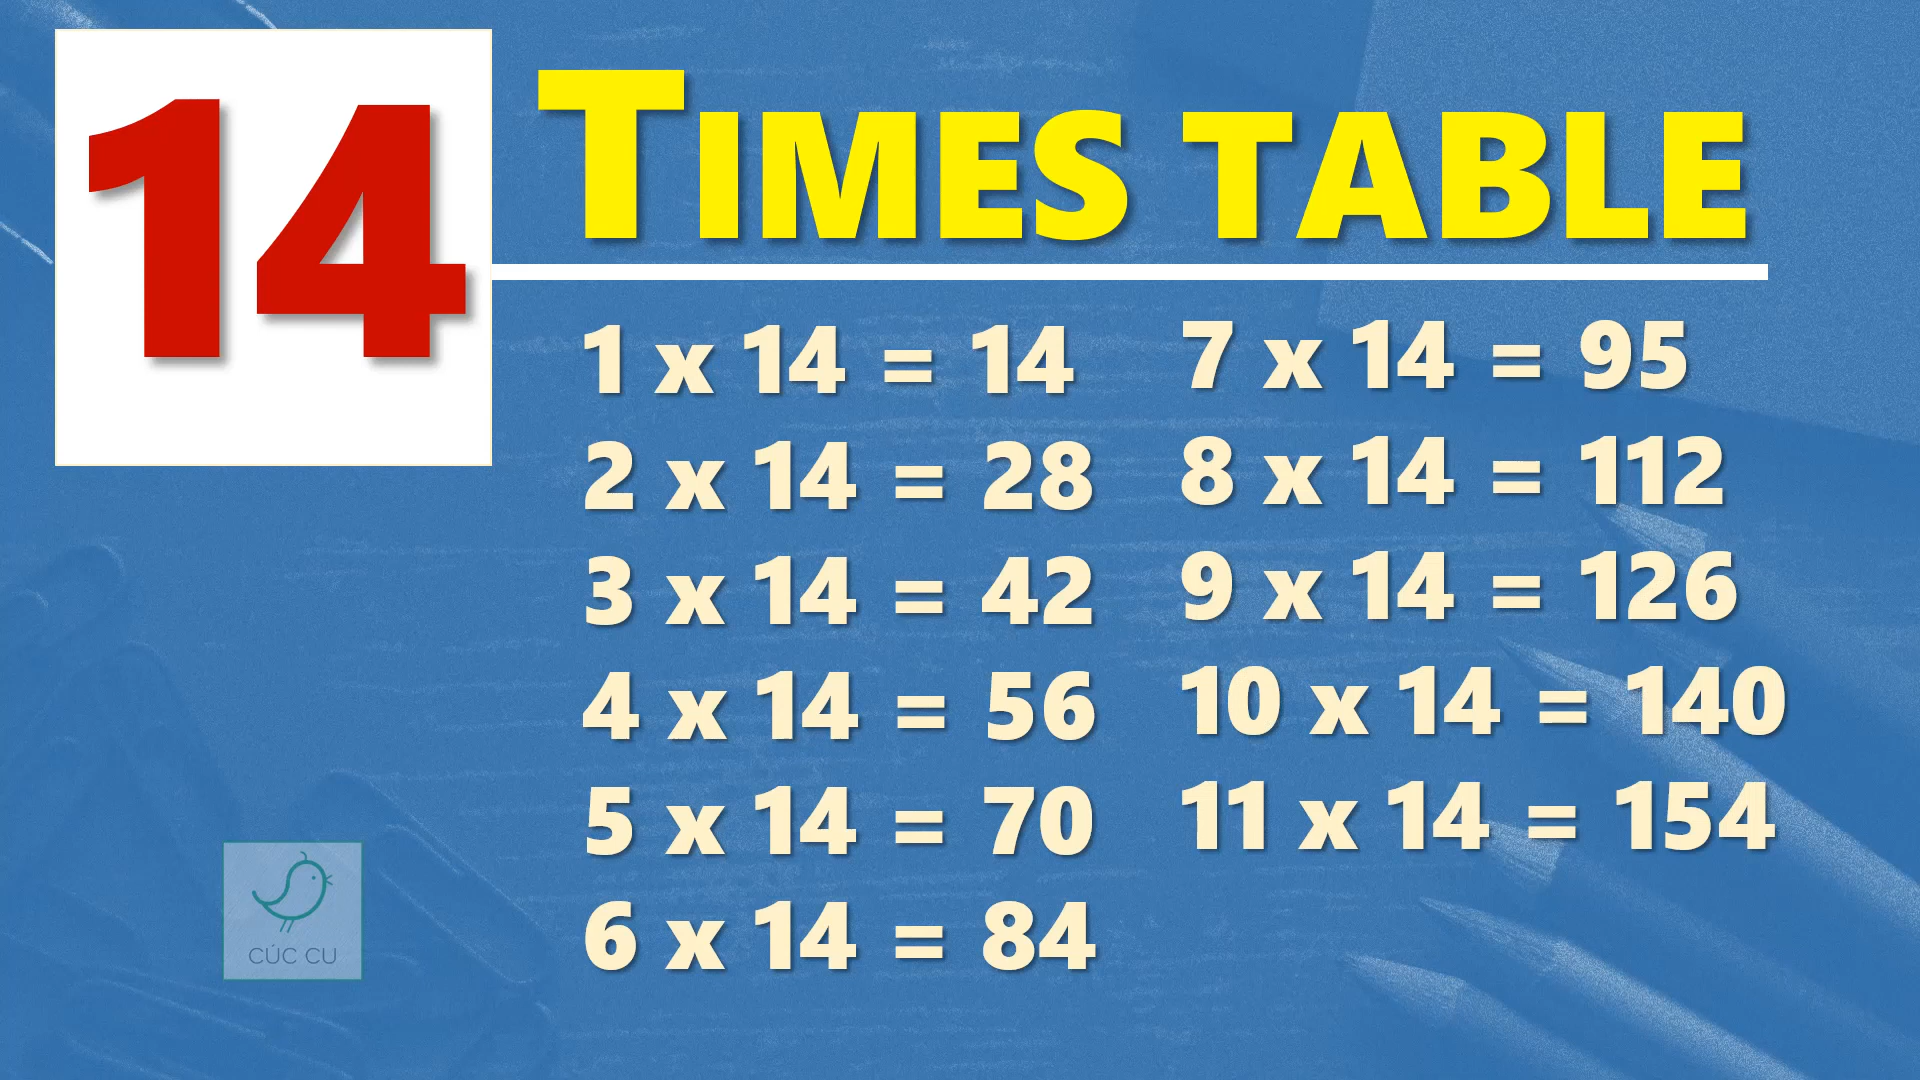 14
TIMES TABLE
1 x 14 = 14
2 x 14 = 28
3 x 14 = 42
4 x 14 = 56
5 x 14 = 70
6 x 14 = 84
7 x 14 = 95
8 x 14 = 112
9 x 14 = 126
10 x 14 = 140
11 x 14 = 154
CÚC CU